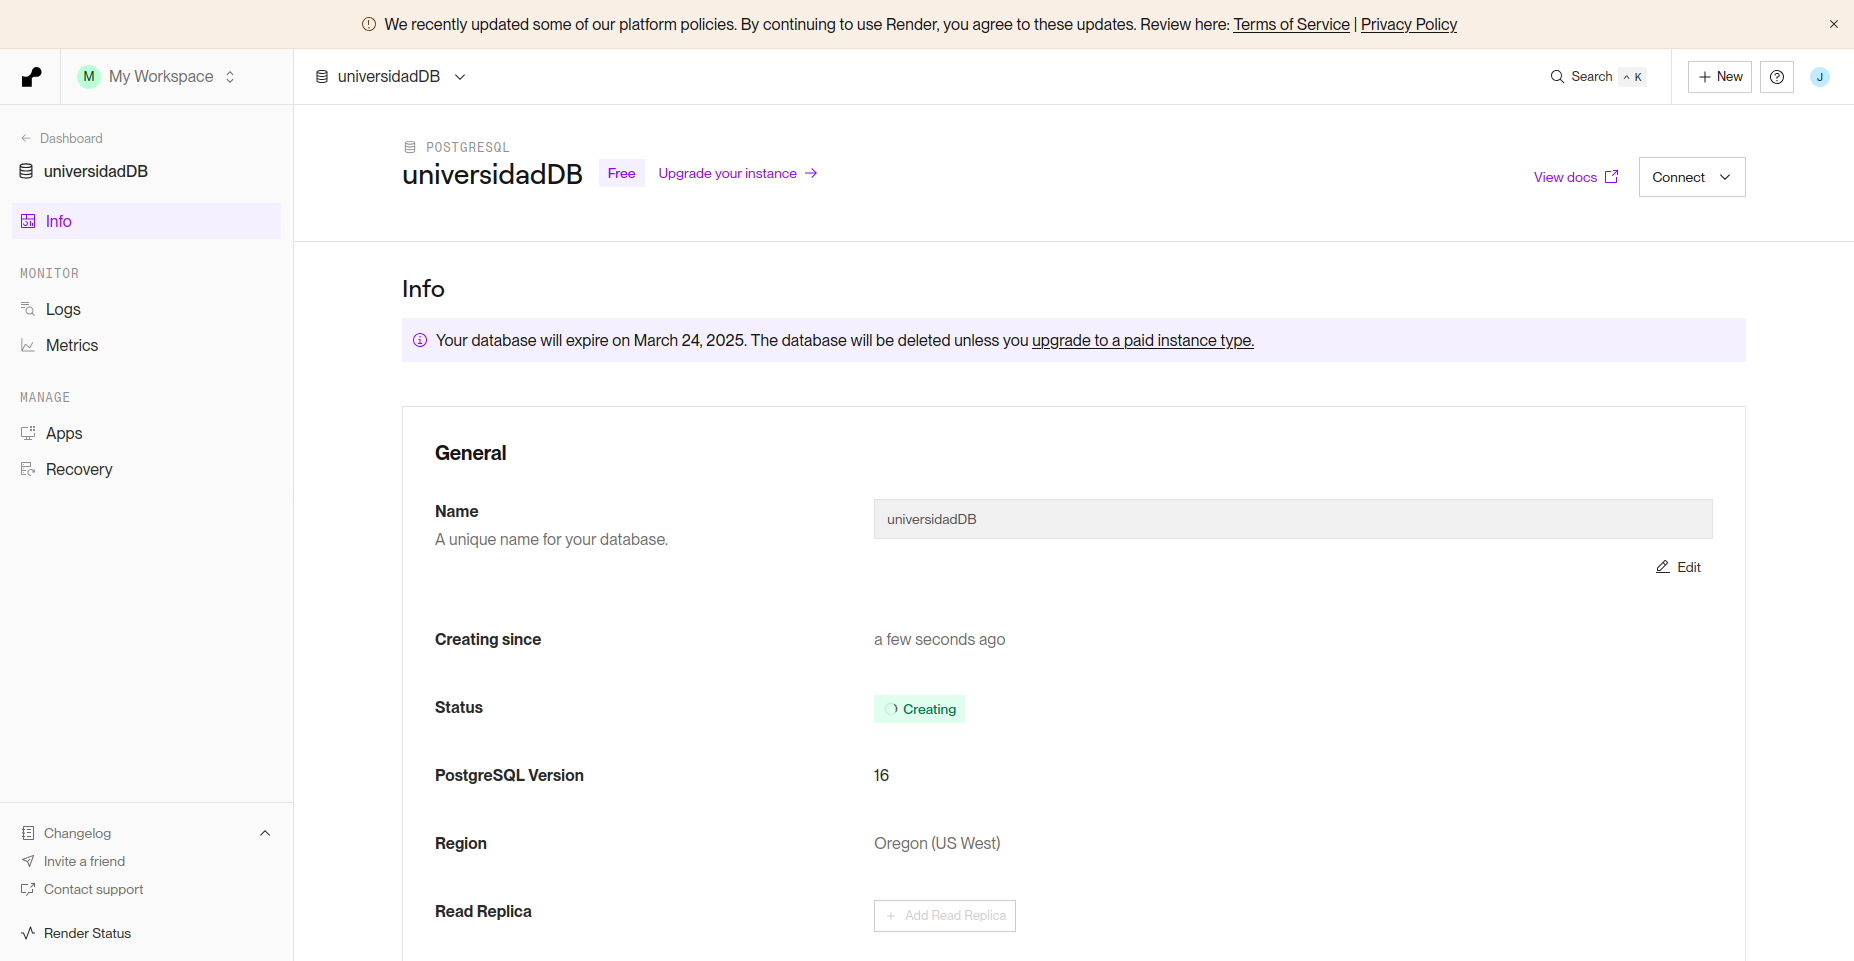 We recently updated some of our platform policies. By continuing to use Render, you agree to these updates. Review here: Terms of Service | Privacy Policy
M My Workspace
universidadDB
Search ^ K
+ New
J
Dashboard
universidadDB
Info
MONITOR
Logs
Metrics
MANAGE
Apps
Recovery
Changelog
Invite a friend
Contact support
Render Status
POSTGRESQL
universidadDB Free Upgrade your instance →
View docs
Connect
Info
Your database will expire on March 24, 2025. The database will be deleted unless you upgrade to a paid instance type.
General
Name
A unique name for your database.
universidadDB
Edit
Creating since a few seconds ago
Status Creating
PostgreSQL Version 16
Region Oregon (US West)
Read Replica + Add Read Replica